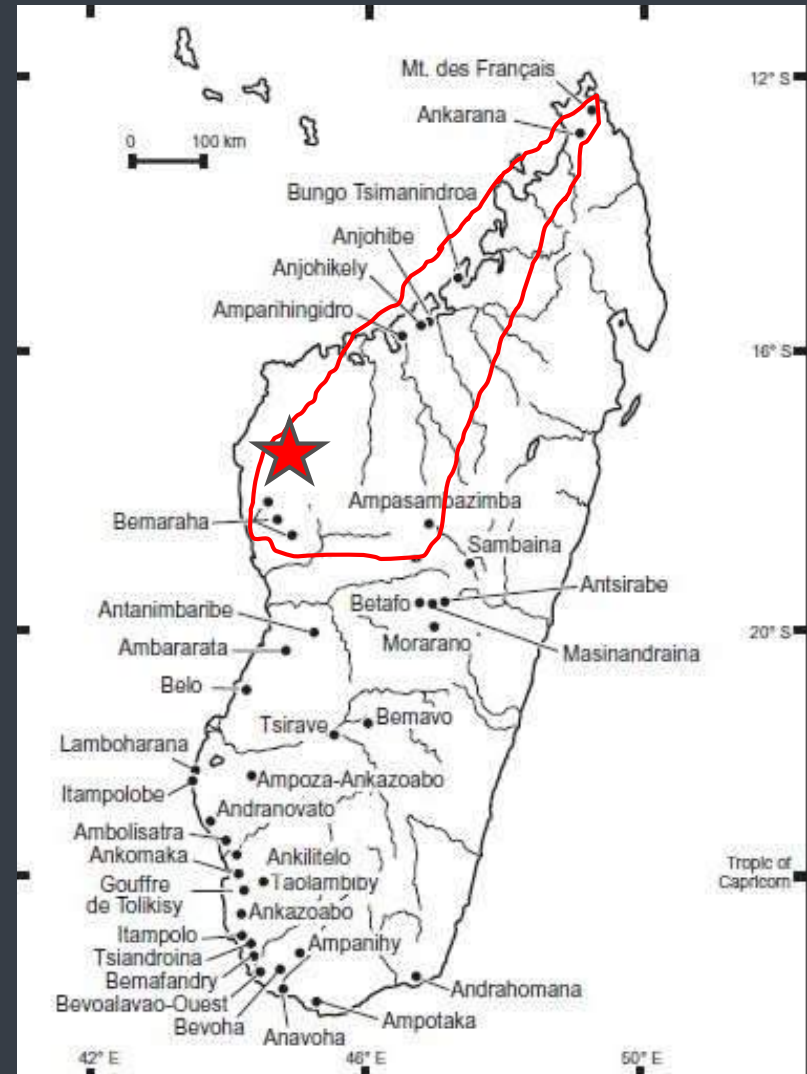 Mt. des Français
12° S
Ankarana
0 100 km
Bungo Tsimanindroa
Anjohibe
Anjohikely
Amparihingidro
16° S
Ampasambazimba
Bemaraha
Sambaina
Antsirabe
Betafo
Antanimbaribe
20° S
Morarano
Ambararata
Masinandraina
Belo
Bemavo
Tsirave
Lamboharana
Ampoza-Ankazoabo
Itampolobe
Andranovato
Ambolisatra
Ankomaka
Ankilitelo
Tropic of
Capricorn
Gouffre
de Tolikisy
Taolambiby
Ankazoabo
Itampolo
Ampanihy
Tsiandroina
Bemafandry
Andrahomana
Bevoalavao-Ouest
Bevoha
Ampotaka
Anavoha
42° E
46° E
50° E